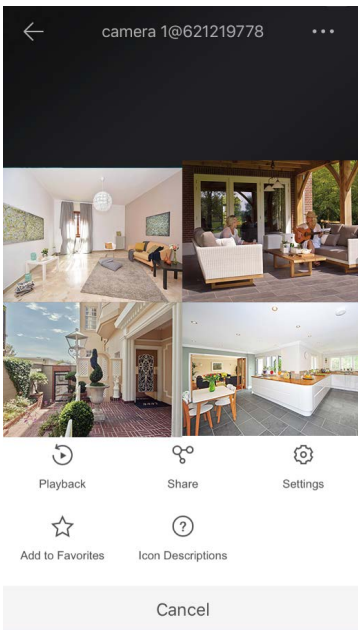 camera 1@621219778
Playback
Share
Settings
Add to Favorites
Icon Descriptions
Cancel